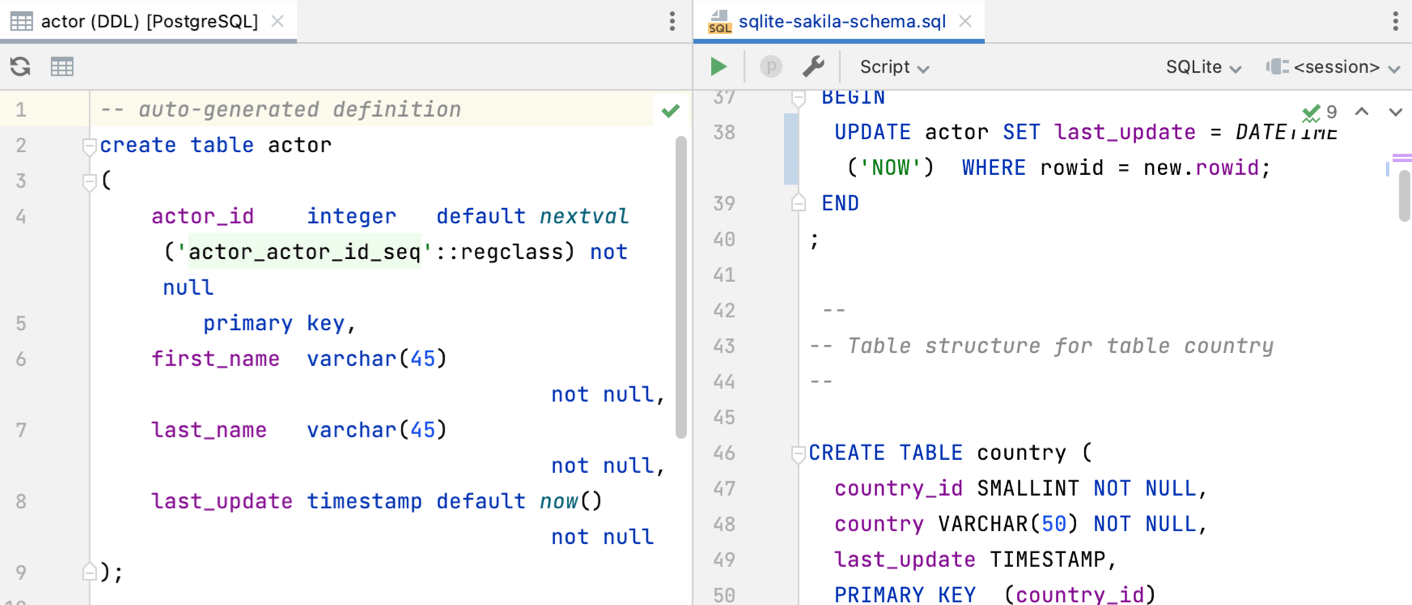 actor (DDL) [PostgreSQL]
1 -- auto-generated definition
2 create table actor
3 (
4 actor_id integer default nextval
('actor_actor_id_seq'::regclass) not
null
5 primary key,
6 first_name varchar(45)
not null,
7 last_name varchar(45)
not null,
8 last_update timestamp default now()
not null
9 );
SQL sqlite-sakila-schema.sql
p Script SQLite <session>
9
37 BEGIN
38 UPDATE actor SET last_update = DATETIME
('NOW') WHERE rowid = new.rowid;
39 END
40 ;
41
42 --
43 -- Table structure for table country
44 --
45
46 CREATE TABLE country (
47 country_id SMALLINT NOT NULL,
48 country VARCHAR(50) NOT NULL,
49 last_update TIMESTAMP,
50 PRIMARY KEY (country_id)